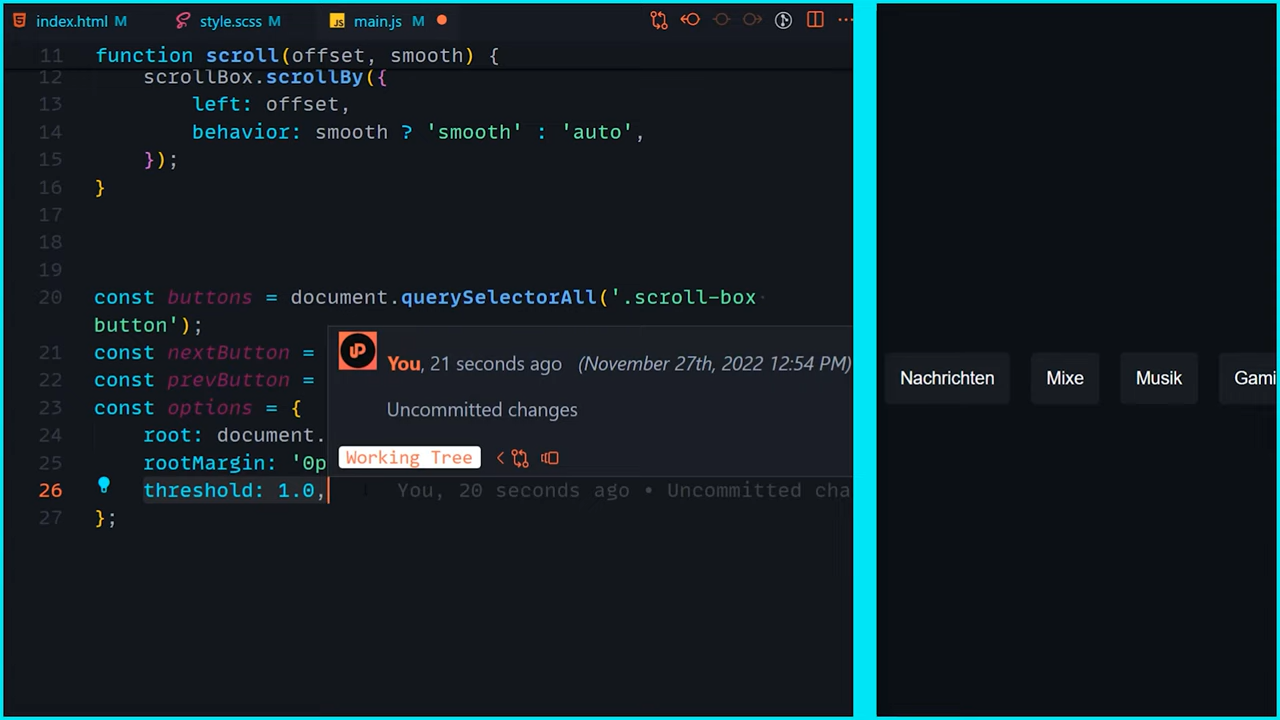 index.html M
style.scss M
JS main.js M
11 function scroll(offset, smooth) {
12 scrollBox.scrollBy({
13 left: offset,
14 behavior: smooth ? 'smooth' : 'auto',
15 });
16 }
17
18
19
20 const buttons = document.querySelectorAll('.scroll-box
button');
21 const nextButton =
22 const prevButton =
23 const options = {
24 root: document.
25 rootMargin: '0p
26 threshold: 1.0, You, 20 seconds ago • Uncommitted cha
27 };
You, 21 seconds ago (November 27th, 2022 12:54 PM)
Uncommitted changes
Working Tree
Nachrichten
Mixe
Musik
Gami